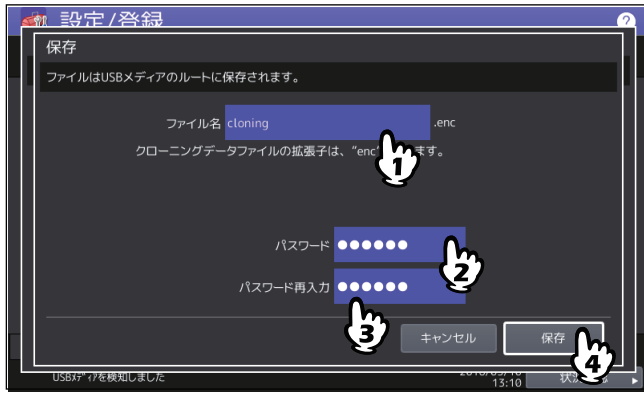 設定/登録
?
保存
ファイルはUSBメディアのルートに保存されます。
ファイル名 cloning .enc
クローニングデータファイルの拡張子は、"enc" ます。
1
パスワード ●●●●●●
2
パスワード再入力 ●●●●●●
3
キャンセル 保存
4
USBﾒﾃﾞｨｱを検知しました
13:10